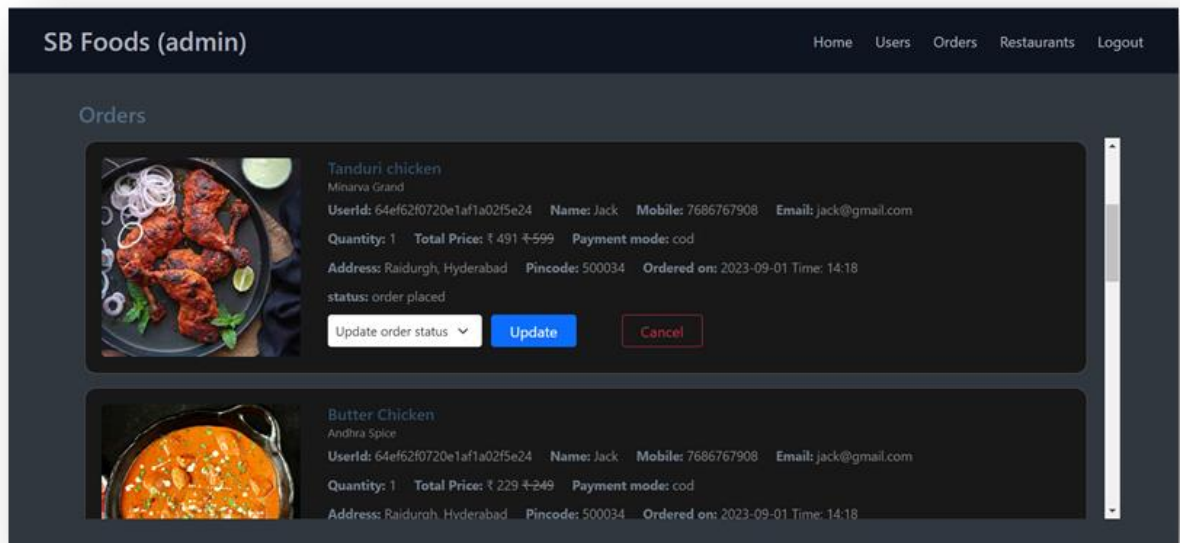 SB Foods (admin)
Home Users Orders Restaurants Logout
Orders
Tanduri chicken
Minarva Grand
UserId: 64ef62f0720e1af1a02f5e24 Name: Jack Mobile: 7686767908 Email: jack@gmail.com
Quantity: 1 Total Price: ₹ 491 ₹ 599 Payment mode: cod
Address: Raidurgh, Hyderabad Pincode: 500034 Ordered on: 2023-09-01 Time: 14:18
status: order placed
Update order status Update Cancel
Butter Chicken
Andhra Spice
UserId: 64ef62f0720e1af1a02f5e24 Name: Jack Mobile: 7686767908 Email: jack@gmail.com
Quantity: 1 Total Price: ₹ 229 ₹ 249 Payment mode: cod
Address: Raidurgh, Hyderabad Pincode: 500034 Ordered on: 2023-09-01 Time: 14:18